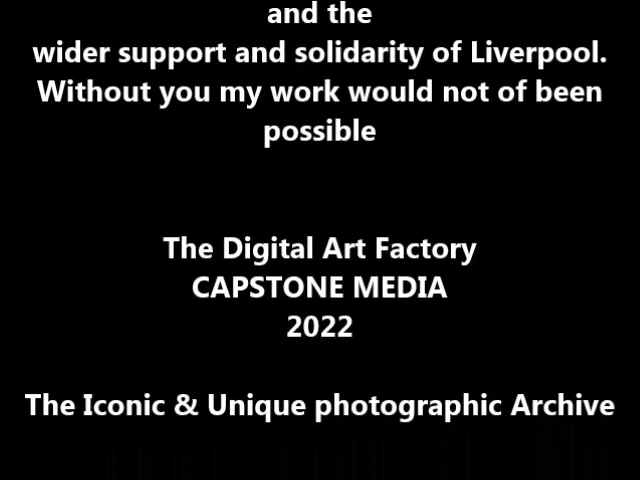 and the
wider support and solidarity of Liverpool.
Without you my work would not of been
possible
The Digital Art Factory
CAPSTONE MEDIA
2022
The Iconic & Unique photographic Archive